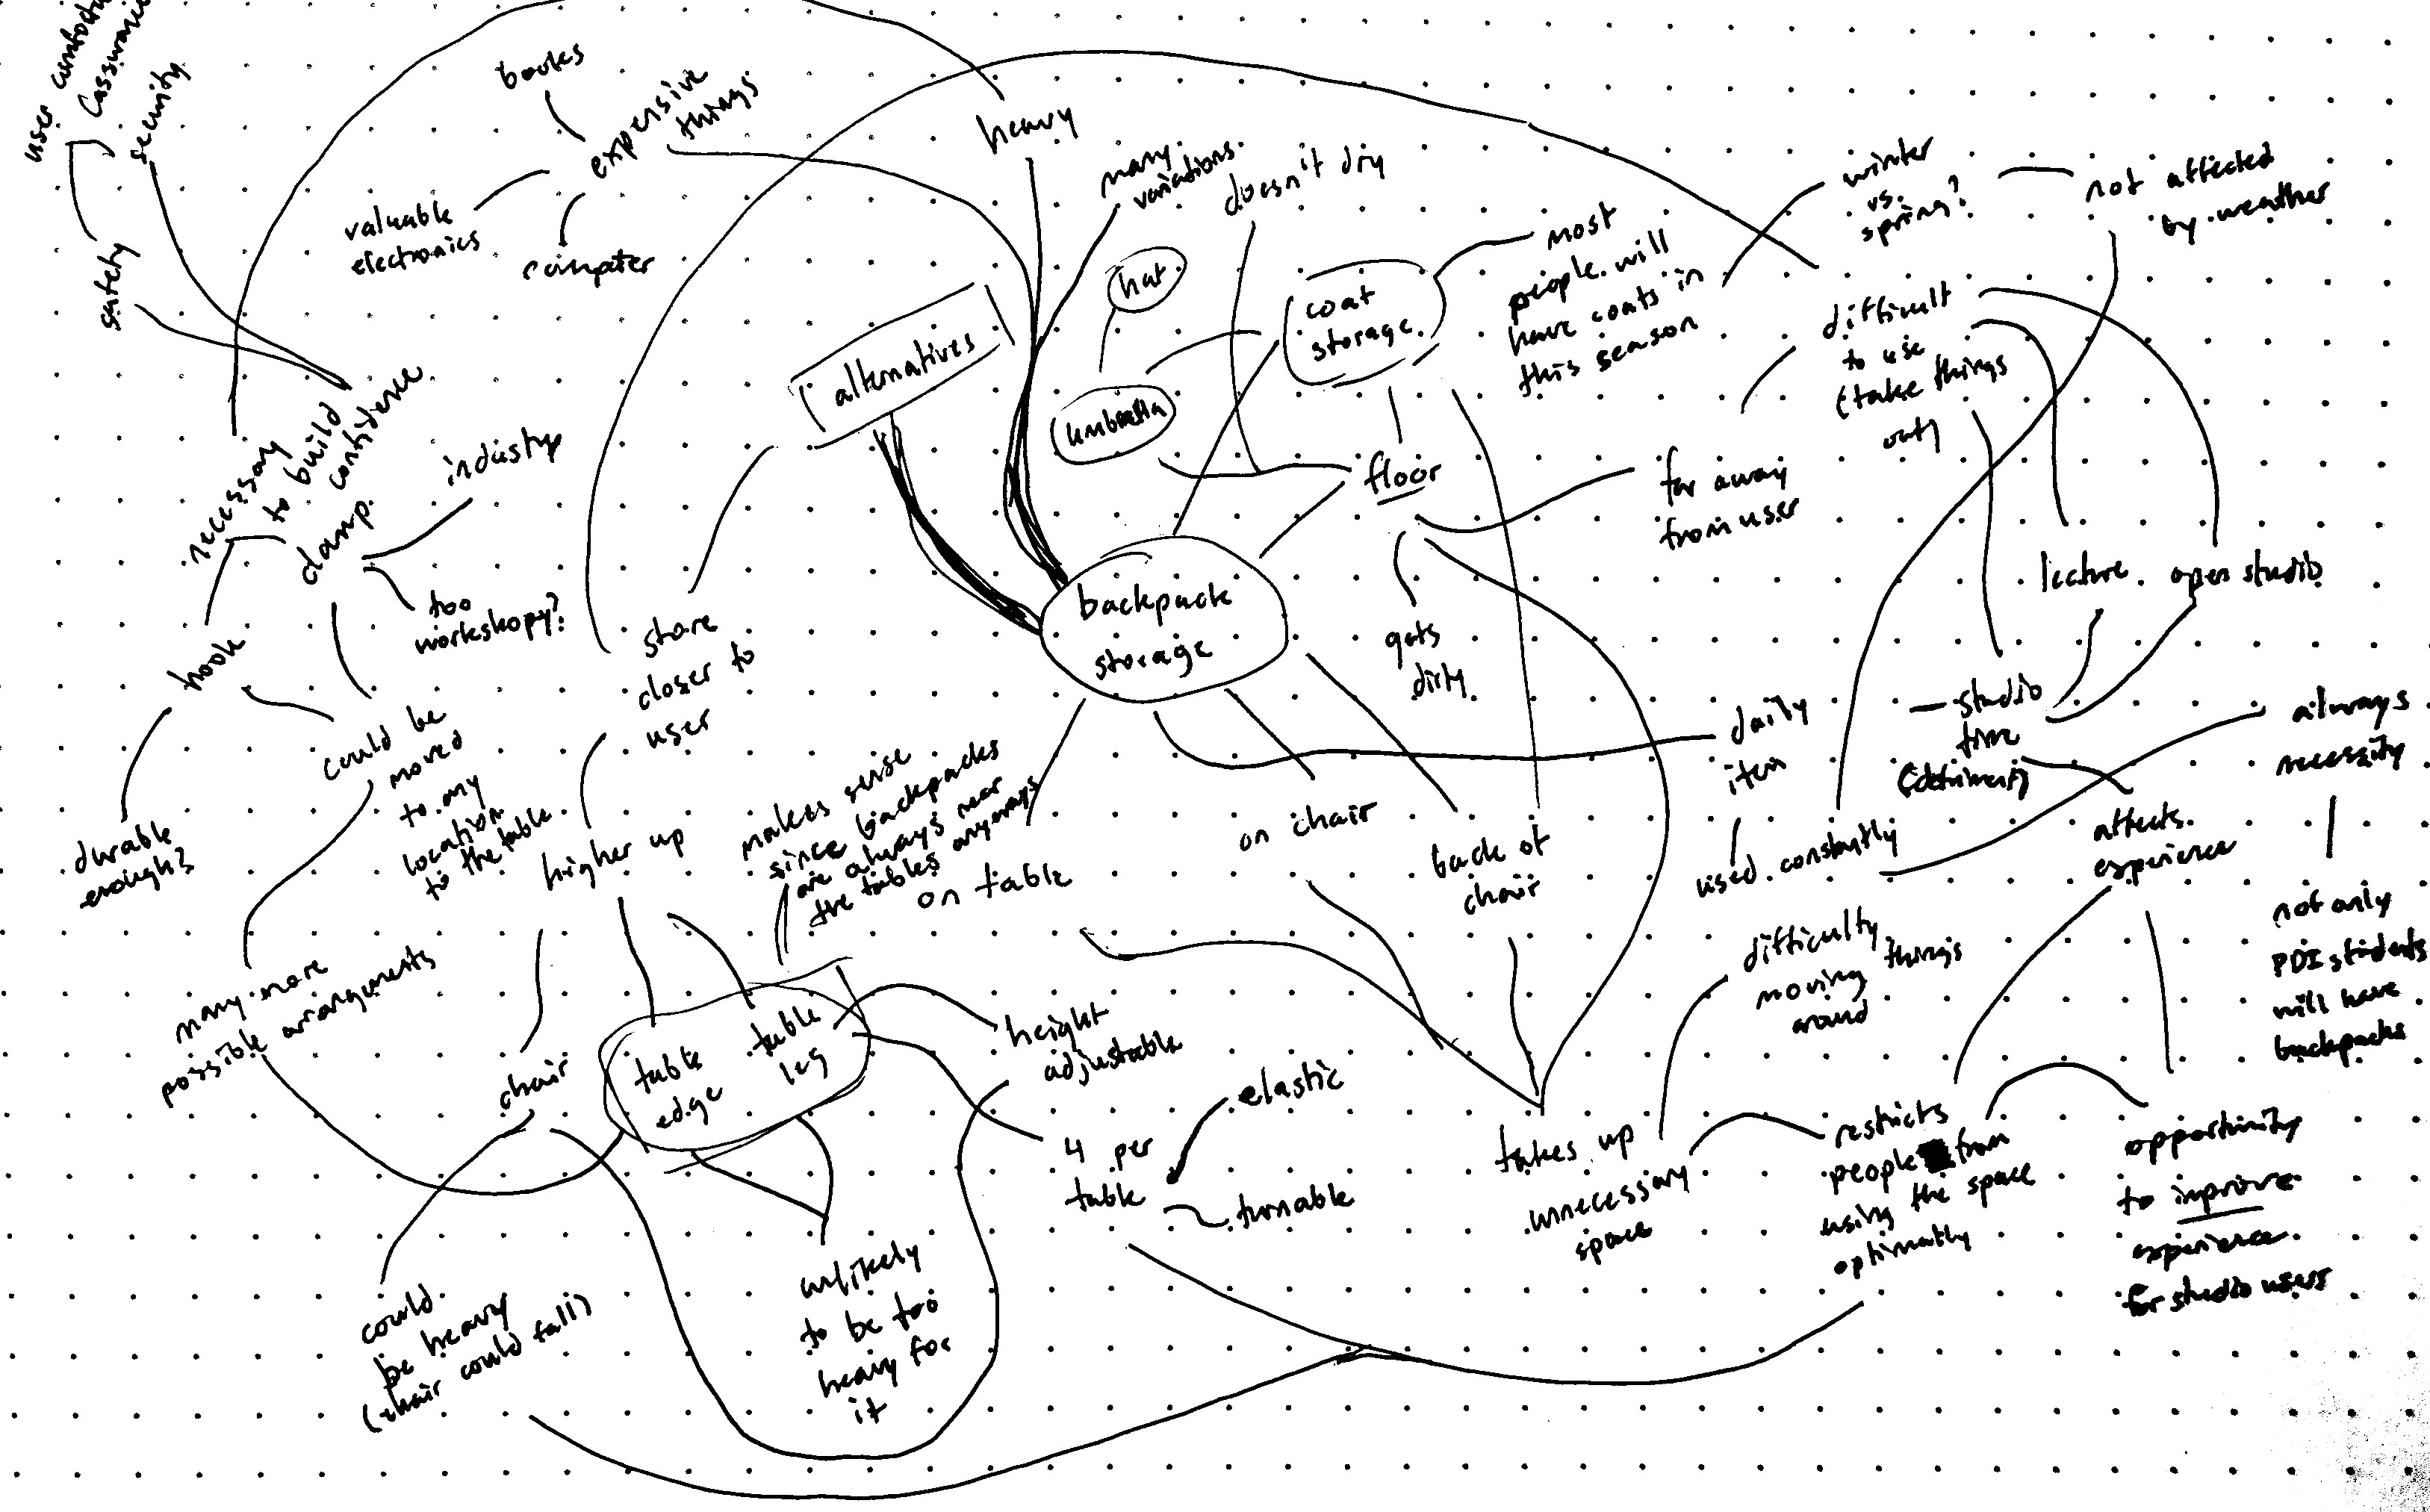 user
security
safety
books
expensive
things
valuable
electronics
computer
heavy
many
variations
doesn't dry
hat
umbrella
coat
storage
most
people will
have coats in
this season
winter
vs.
spring?
not affected
by weather
difficult
to use
(take things
out)
alternatives
floor
far away
from user
necessary
to build
confidence
clamp
industry
too
workshopy?
hook
durable
enough?
could be
moved
to any
location
to the table
many more
possible arrangements
store
closer to
user
higher up
makes sense
since backpacks
are always near
the tables anyways
backpack
storage
gets
dirty
on table
on chair
back of
chair
daily
item
used constantly
lecture
open studio
studio
time
(detriment)
always
necessity
affects
experience
not only
PDI students
will have
backpacks
difficulty
moving things
around
chair
table
edge
table
leg
height
adjustable
elastic
4 per
table
turnable
takes up
unnecessary
space
restricts
people from
using the space
optimally
opportunity
to improve
experience
for studio users
could
be heavy
(chair could fall)
unlikely
to be too
heavy for
it